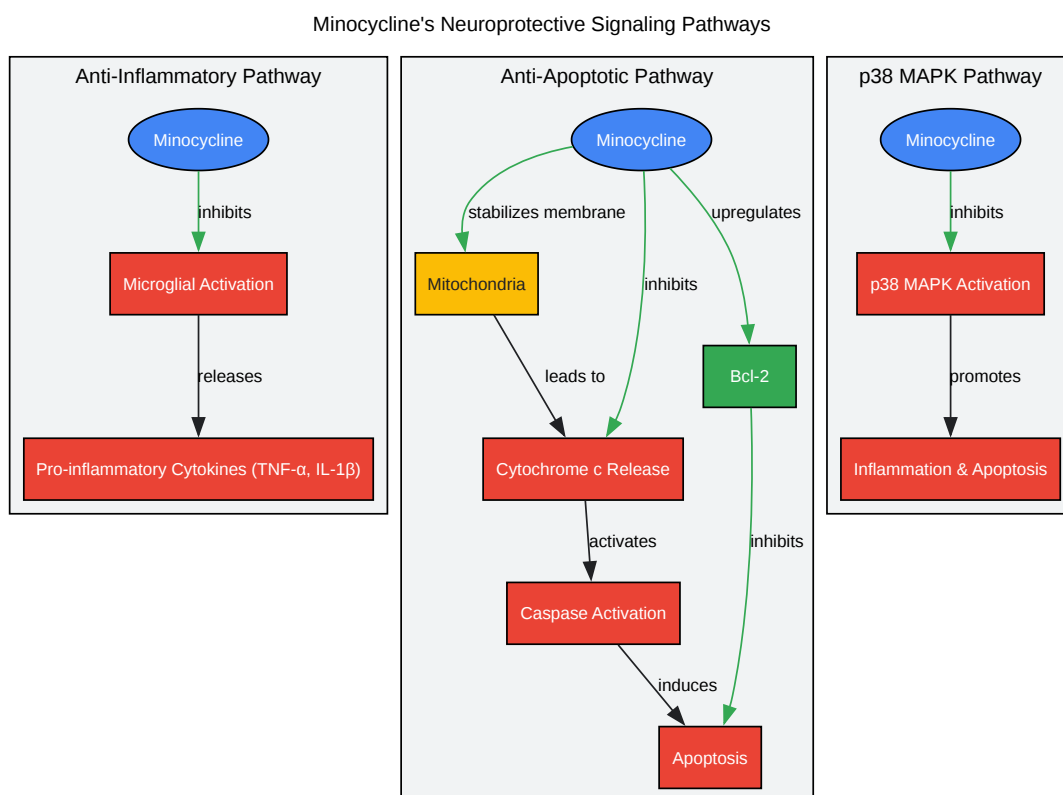 Minocycline's Neuroprotective Signaling Pathways
Anti-Inflammatory Pathway
Minocycline
inhibits
Microglial Activation
releases
Pro-inflammatory Cytokines (TNF-α, IL-1β)
Anti-Apoptotic Pathway
Minocycline
stabilizes membrane
upregulates
Mitochondria
inhibits
leads to
Bcl-2
Cytochrome c Release
activates
inhibits
Caspase Activation
induces
Apoptosis
p38 MAPK Pathway
Minocycline
inhibits
p38 MAPK Activation
promotes
Inflammation & Apoptosis